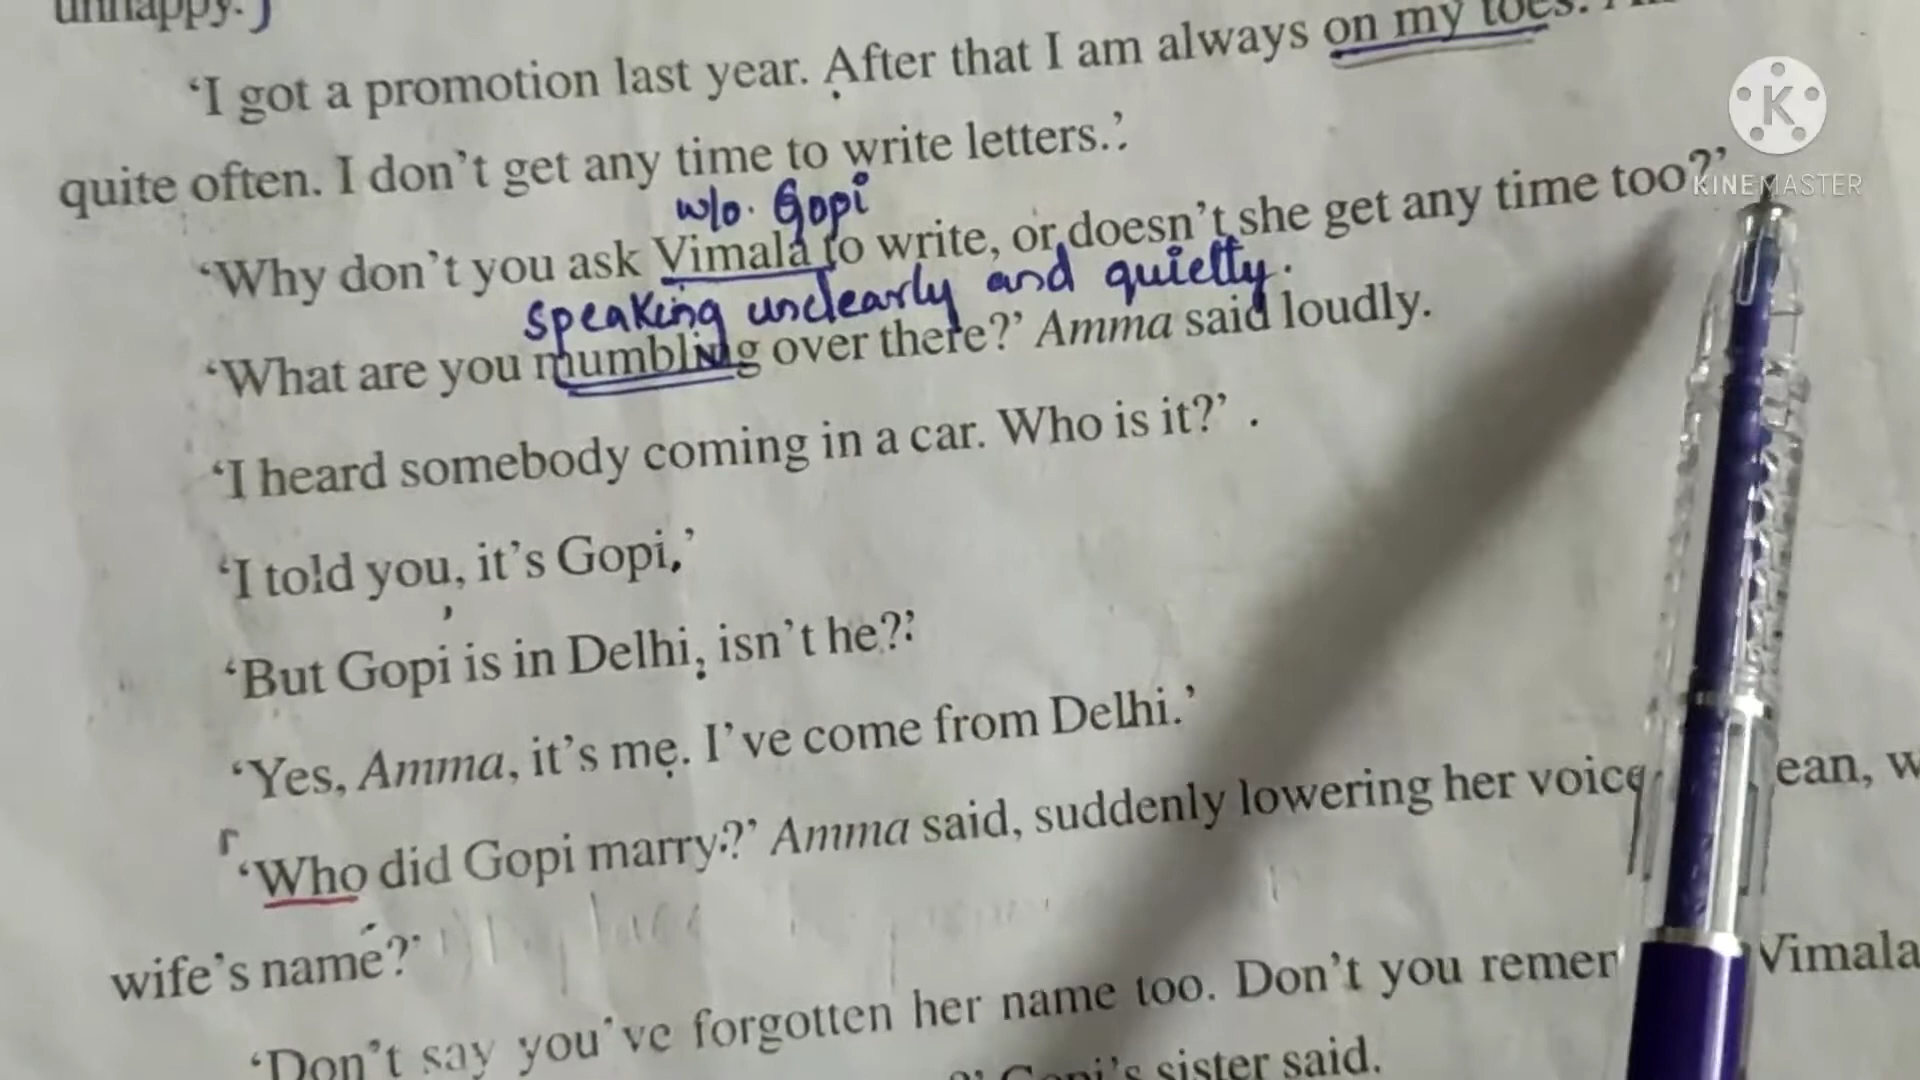 unhappy.
'I got a promotion last year. After that I am always on my toes.
quite often. I don't get any time to write letters.'
w/o. Gopi
'Why don't you ask Vimala to write, or doesn't she get any time too?'
speaking unclearly and quietly.
'What are you mumbling over there?' Amma said loudly.
'I heard somebody coming in a car. Who is it?'
'I told you, it's Gopi,'
'But Gopi is in Delhi, isn't he?'
'Yes, Amma, it's me. I've come from Delhi.'
'Who did Gopi marry?' Amma said, suddenly lowering her voice
wife's name?'
'Don't say you've forgotten her name too. Don't you Vimala
Gopi's sister said.
K
KINEMASTER